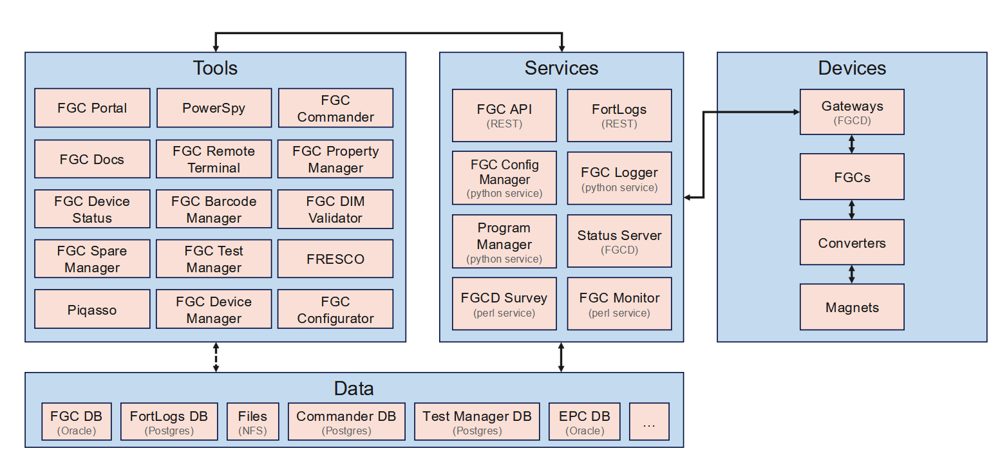 Tools
FGC Portal
PowerSpy
FGC
Commander
FGC Docs
FGC Remote
Terminal
FGC Property
Manager
FGC Device
Status
FGC Barcode
Manager
FGC DIM
Validator
FGC Spare
Manager
FGC Test
Manager
FRESCO
Piqasso
FGC Device
Manager
FGC
Configurator
Services
FGC API
(REST)
FortLogs
(REST)
FGC Config
Manager
(python service)
FGC Logger
(python service)
Program
Manager
(python service)
Status Server
(FGCD)
FGCD Survey
(perl service)
FGC Monitor
(perl service)
Devices
Gateways
(FGCD)
FGCs
Converters
Magnets
Data
FGC DB
(Oracle)
FortLogs DB
(Postgres)
Files
(NFS)
Commander DB
(Postgres)
Test Manager DB
(Postgres)
EPC DB
(Oracle)
...